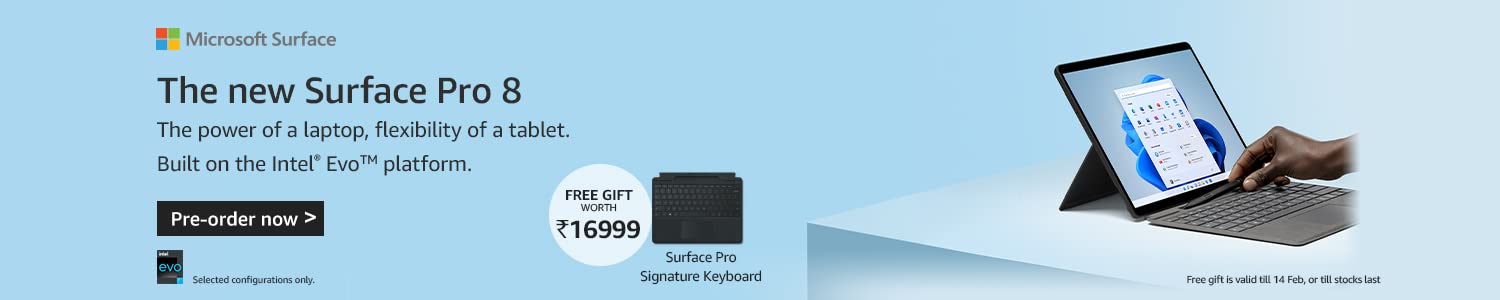 Microsoft Surface
The new Surface Pro 8
The power of a laptop, flexibility of a tablet.
Built on the Intel® Evo™ platform.
Pre-order now >
intel
evo
Selected configurations only.
FREE GIFT
WORTH
₹16999
Surface Pro
Signature Keyboard
Free gift is valid till 14 Feb, or till stocks last